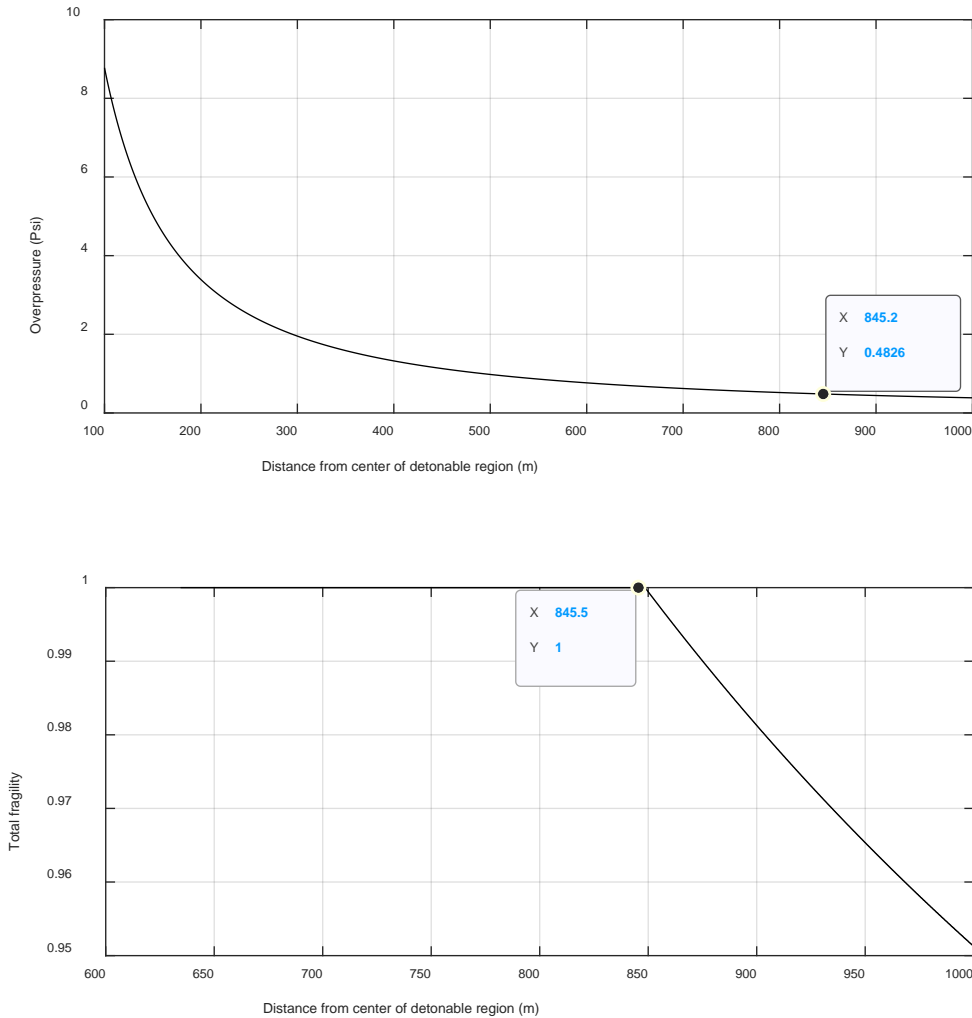 10
8
6
4
2
0
Overpressure (Psi)
X 845.2
Y 0.4826
100 200 300 400 500 600 700 800 900 1000
Distance from center of detonable region (m)
1
0.99
0.98
0.97
0.96
0.95
Total fragility
X 845.5
Y 1
600 650 700 750 800 850 900 950 1000
Distance from center of detonable region (m)